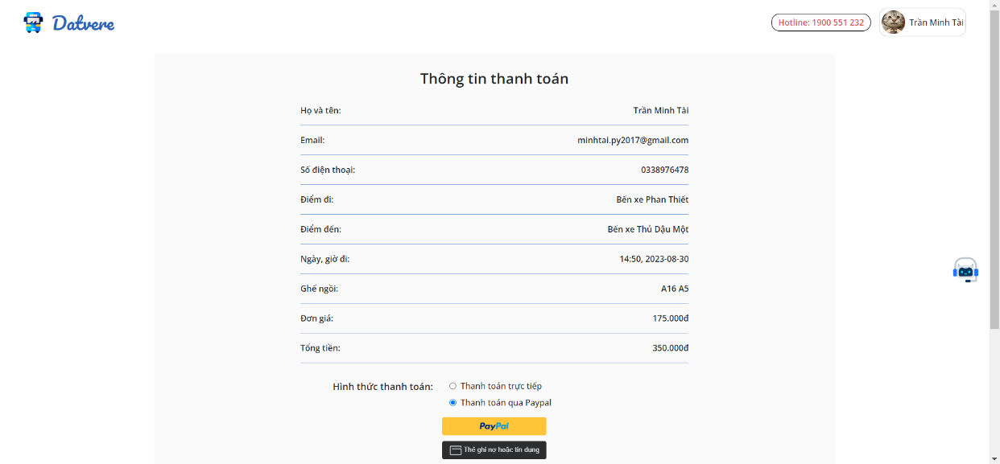 Datvere
Hotline: 1900 551 232
Trần Minh Tài
Thông tin thanh toán
Họ và tên: Trần Minh Tài
Email: minhtai.py2017@gmail.com
Số điện thoại: 0338976478
Điểm đi: Bến xe Phan Thiết
Điểm đến: Bến xe Thủ Dậu Một
Ngày, giờ đi: 14:50, 2023-08-30
Ghế ngồi: A16 A5
Đơn giá: 175.000đ
Tổng tiền: 350.000đ
Hình thức thanh toán: Thanh toán trực tiếp
Thanh toán qua Paypal
PayPal
Thẻ ghi nợ hoặc tín dụng